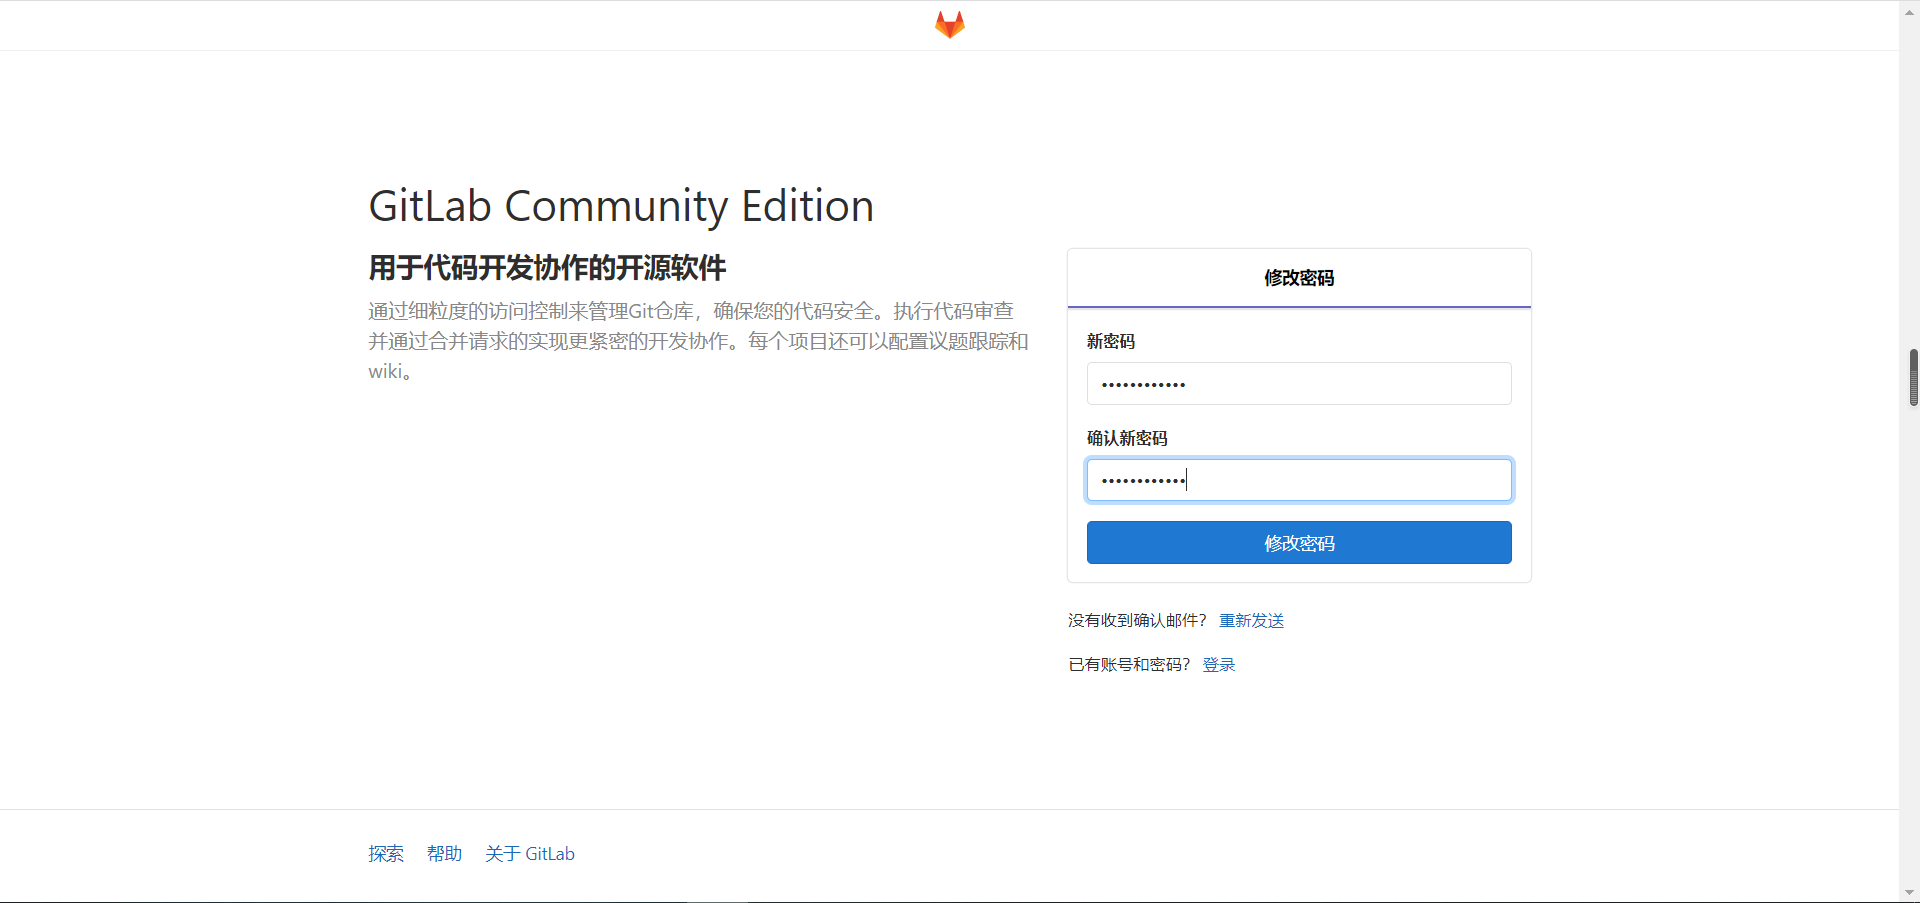 GitLab Community Edition
用于代码开发协作的开源软件
通过细粒度的访问控制来管理Git仓库，确保您的代码安全。执行代码审查
并通过合并请求的实现更紧密的开发协作。每个项目还可以配置议题跟踪和
wiki。
修改密码
新密码
••••••••••••
确认新密码
••••••••••••
修改密码
没有收到确认邮件？ 重新发送
已有账号和密码？ 登录
探索 帮助 关于 GitLab